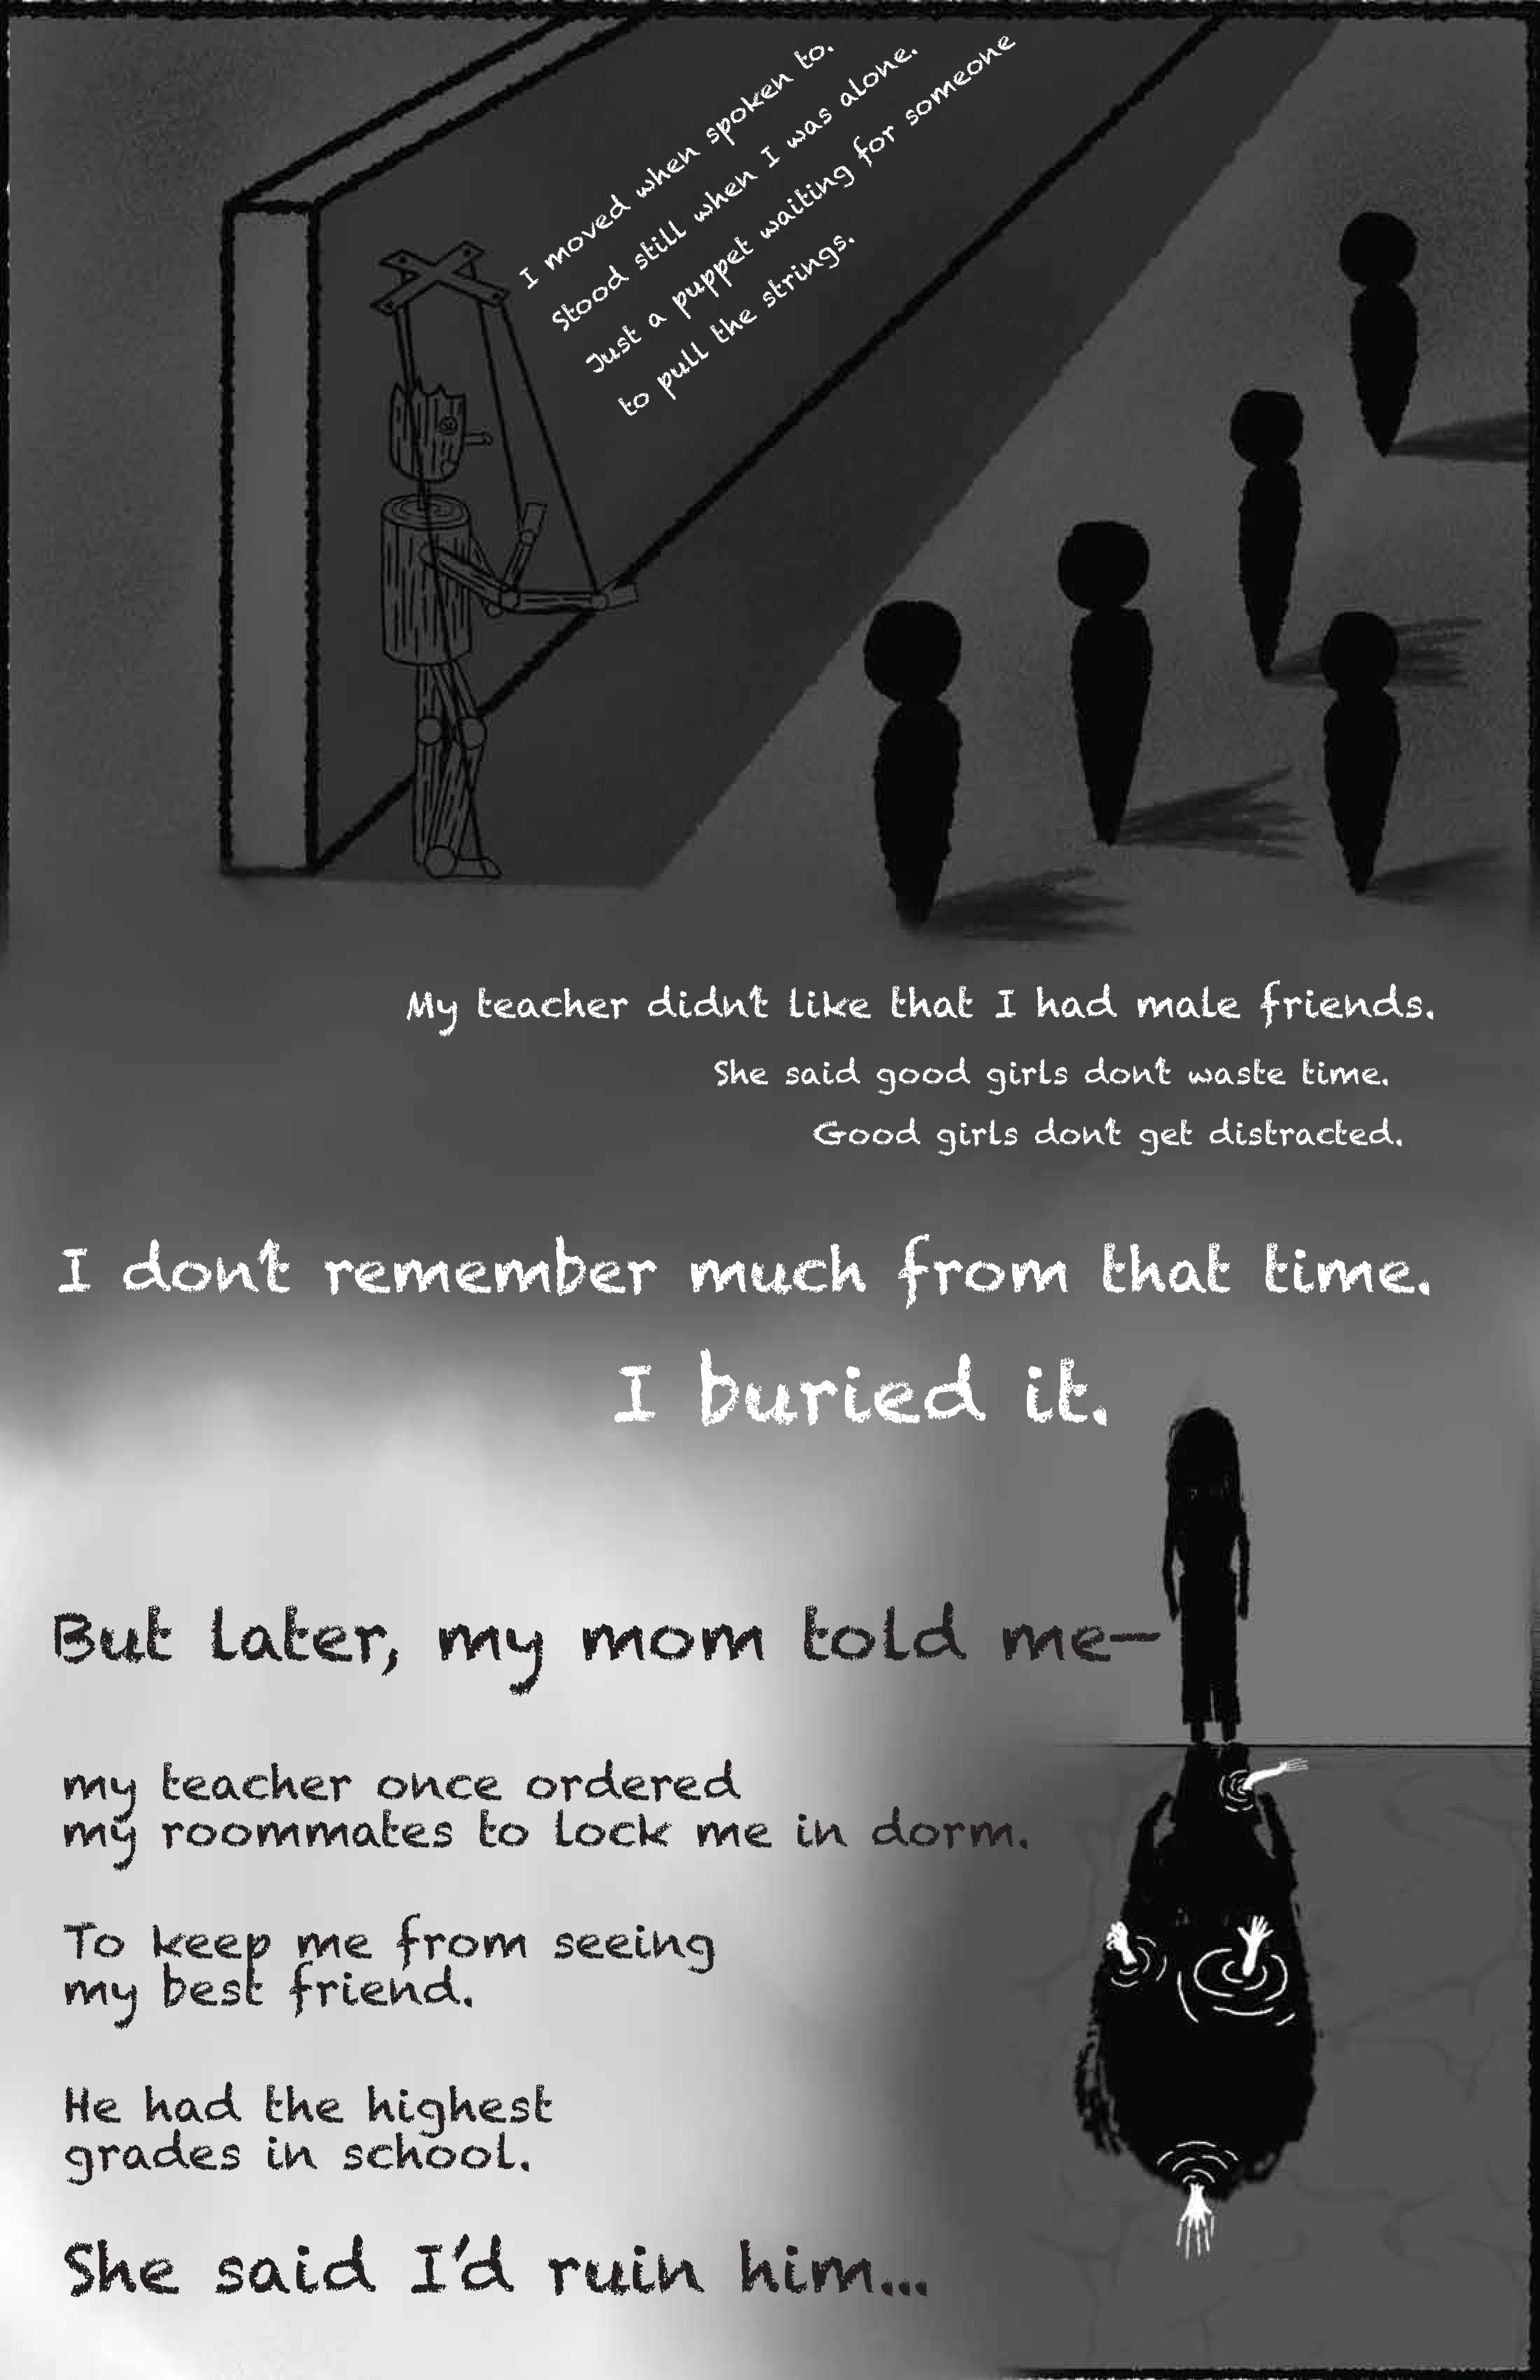 I moved when spoken to.
Stood still when I was alone.
Just a puppet waiting for someone
to pull the strings.
My teacher didn't like that I had male friends.
She said good girls don't waste time.
Good girls don't get distracted.
I don't remember much from that time.
I buried it.
But later, my mom told me—
my teacher once ordered
my roommates to lock me in dorm.
To keep me from seeing
my best friend.
He had the highest
grades in school.
She said I'd ruin him...